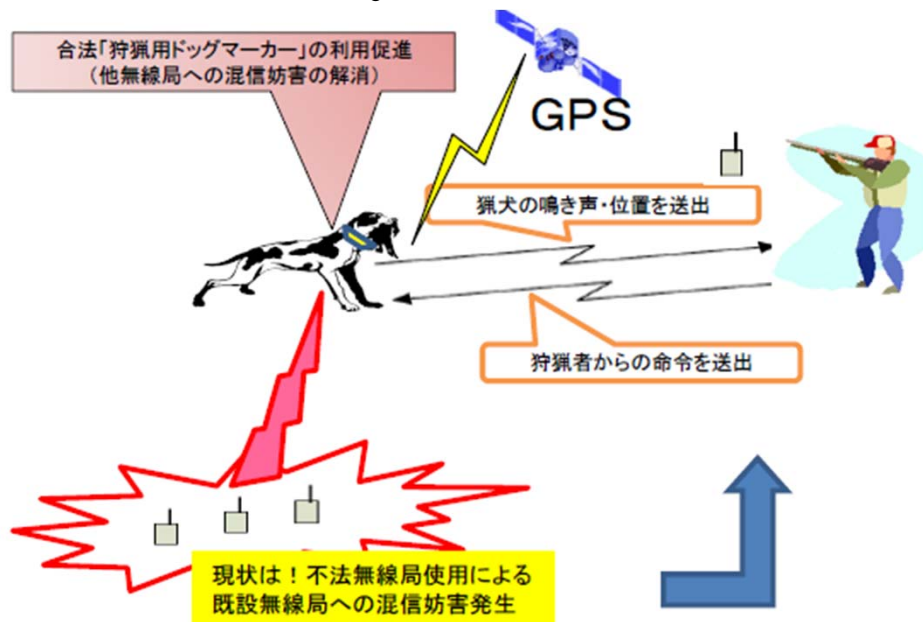 合法「狩猟用ドッグマーカー」の利用促進
（他無線局への混信妨害の解消）
GPS
猟犬の鳴き声・位置を送出
狩猟者からの命令を送出
現状は！不法無線局使用による
既設無線局への混信妨害発生